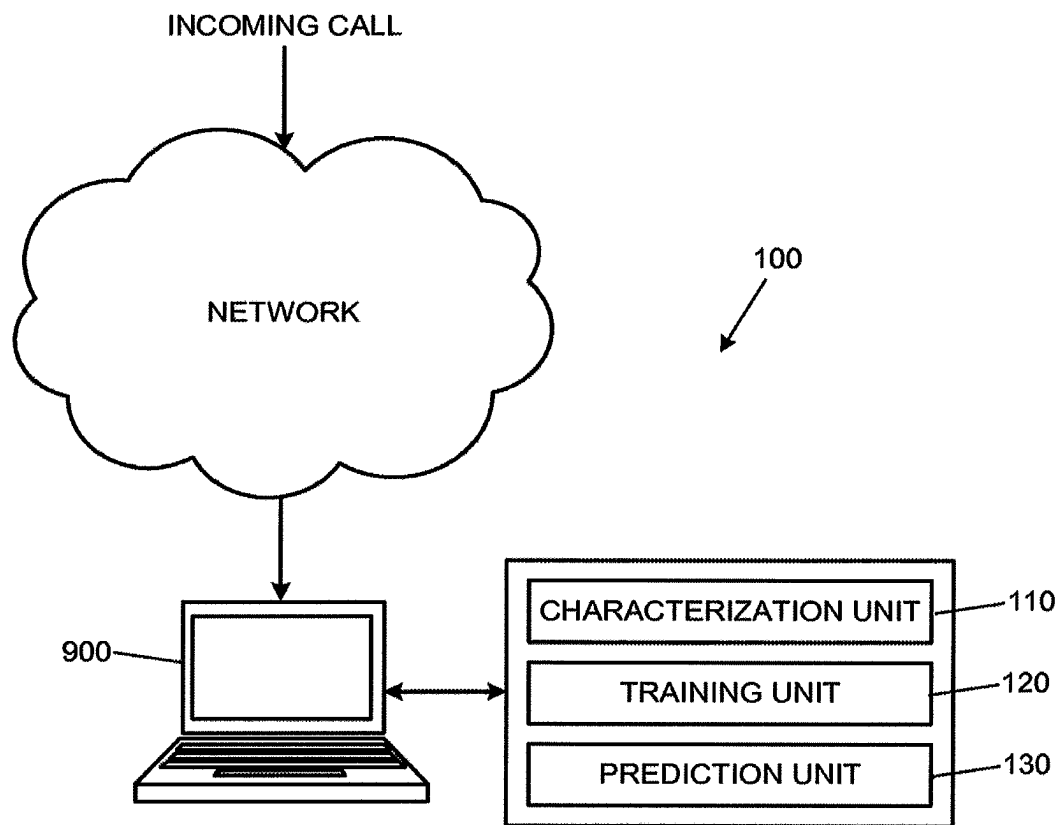 INCOMING CALL
NETWORK
100
900
CHARACTERIZATION UNIT
110
TRAINING UNIT
120
PREDICTION UNIT
130